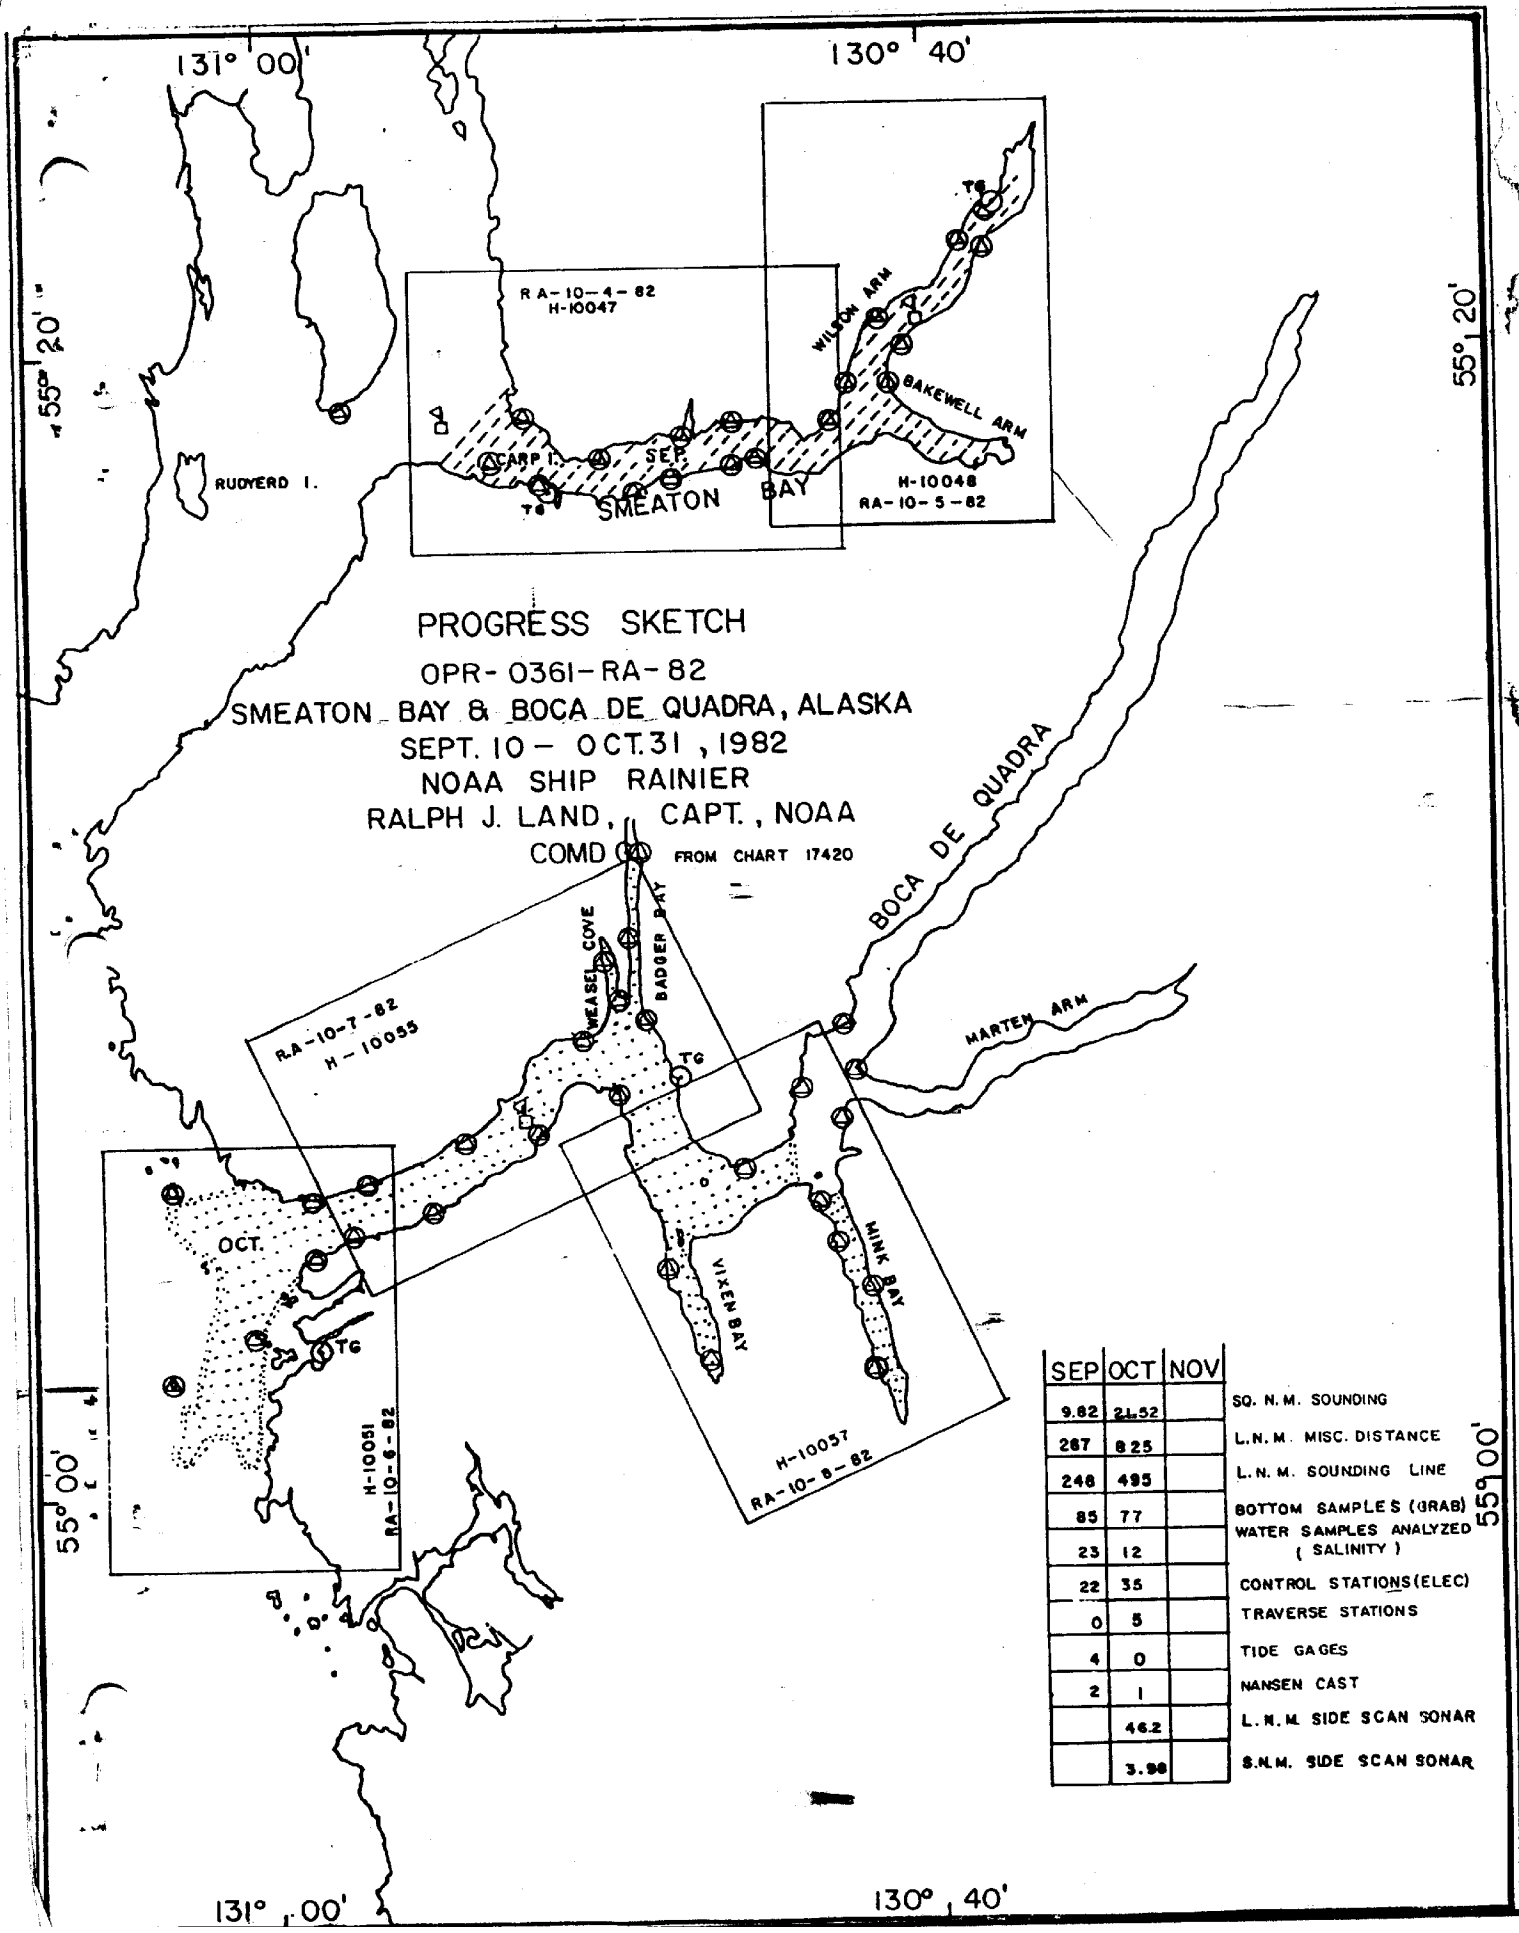 131° 00'
130° 40'
TG
RA-10-4-82
H-10047
WILSON ARM
55° 20'
55° 20'
BAKEWELL ARM
CARP I.
SEP.
RUDYERD I.
H-10048
RA-10-5-82
TG
SMEATON BAY
PROGRESS SKETCH
OPR-0361-RA-82
SMEATON BAY & BOCA DE QUADRA, ALASKA
SEPT. 10 - OCT. 31, 1982
NOAA SHIP RAINIER
RALPH J. LAND, CAPT., NOAA
COMD
FROM CHART 17420
BOCA DE QUADRA
WEASEL COVE
BADGER BAY
RA-10-7-82
H-10055
MARTEN ARM
TG
OCT.
MINK BAY
VIXEN BAY
TG
H-10051
RA-10-6-82
H-10057
RA-10-8-82
SEP OCT NOV
9.82 21.52 SQ. N.M. SOUNDING
287 825 L.N.M. MISC. DISTANCE
248 495 L.N.M. SOUNDING LINE
85 77 BOTTOM SAMPLES (GRAB)
23 12 WATER SAMPLES ANALYZED
( SALINITY )
22 35 CONTROL STATIONS (ELEC)
0 5 TRAVERSE STATIONS
4 0 TIDE GAGES
2 1 NANSEN CAST
46.2 L.N.M. SIDE SCAN SONAR
3.98 S.N.M. SIDE SCAN SONAR
55° 00'
55° 00'
131° 00'
130° 40'